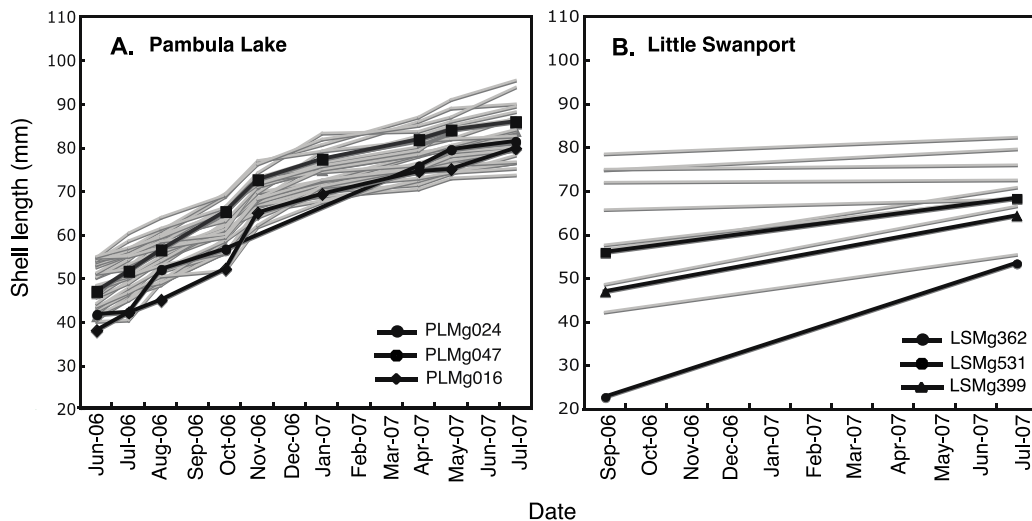 A. Pambula Lake
110
100
90
80
70
60
50
40
30
20
Shell length (mm)
PLMg024
PLMg047
PLMg016
Jun-06
Jul-06
Aug-06
Sep-06
Oct-06
Nov-06
Dec-06
Jan-07
Feb-07
Mar-07
Apr-07
May-07
Jun-07
Jul-07
B. Little Swanport
110
100
90
80
70
60
50
40
30
20
LSMg362
LSMg531
LSMg399
Sep-06
Oct-06
Nov-06
Dec-06
Jan-07
Feb-07
Mar-07
Apr-07
May-07
Jun-07
Jul-07
Date